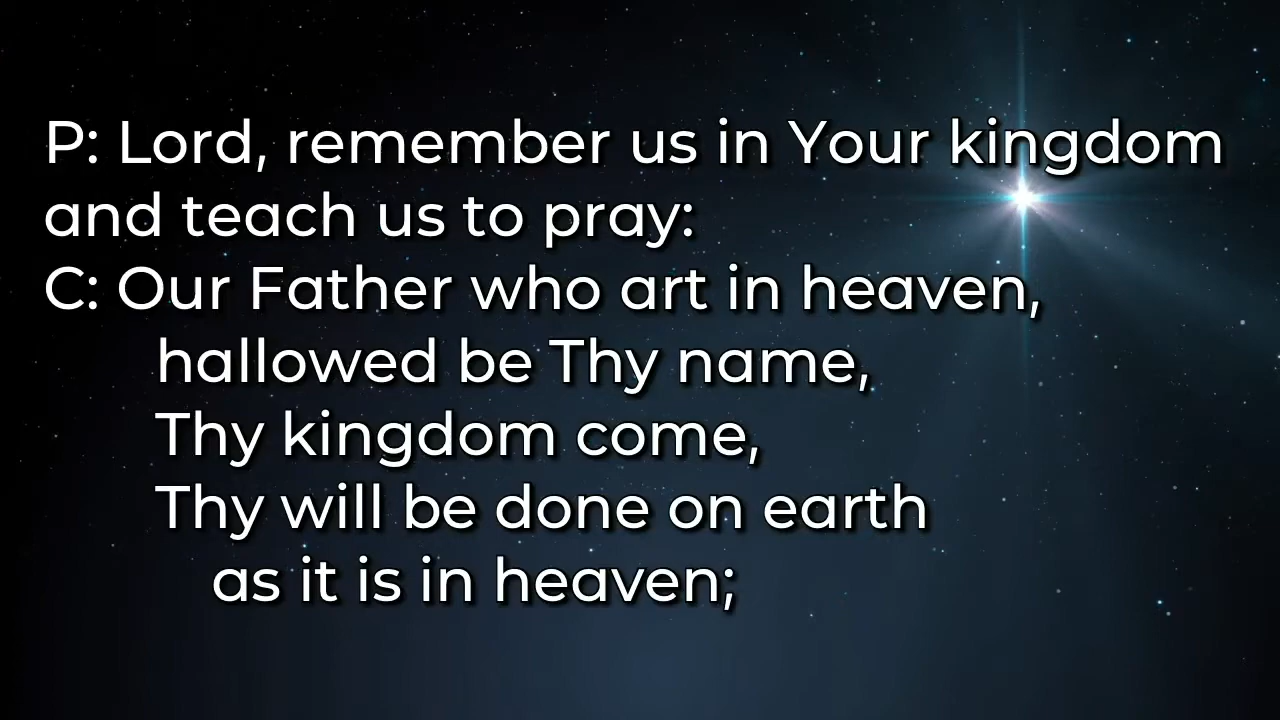 P: Lord, remember us in Your kingdom
and teach us to pray:
C: Our Father who art in heaven,
hallowed be Thy name,
Thy kingdom come,
Thy will be done on earth
as it is in heaven;